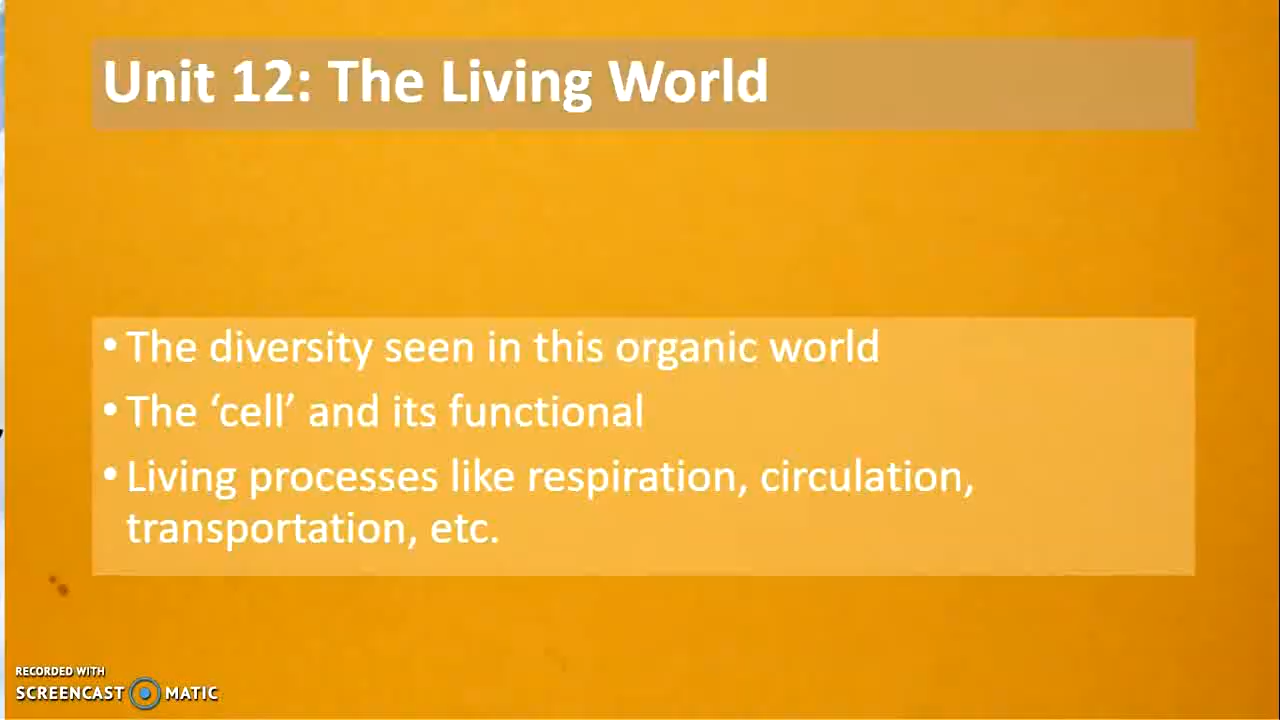 Unit 12: The Living World
• The diversity seen in this organic world
• The ‘cell’ and its functional
• Living processes like respiration, circulation,
transportation, etc.
RECORDED WITH
SCREENCAST MATIC